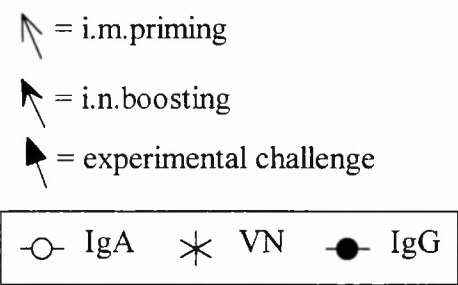 = i.m.priming
= i.n.boosting
= experimental challenge
IgA VN IgG